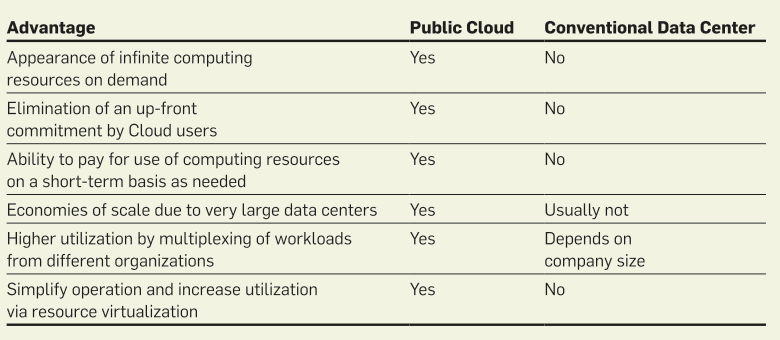 Advantage Public Cloud Conventional Data Center
Appearance of infinite computing Yes No
resources on demand
Elimination of an up-front Yes No
commitment by Cloud users
Ability to pay for use of computing resources Yes No
on a short-term basis as needed
Economies of scale due to very large data centers Yes Usually not
Higher utilization by multiplexing of workloads Yes Depends on
from different organizations company size
Simplify operation and increase utilization Yes No
via resource virtualization